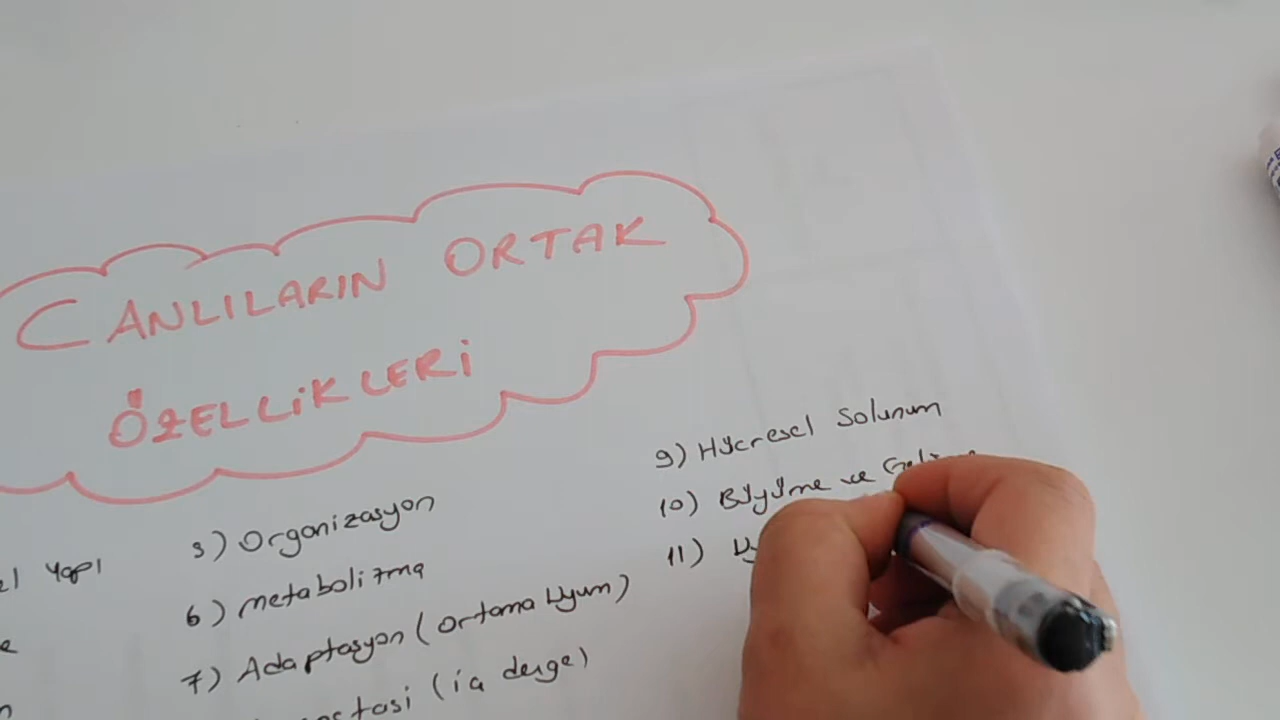 CANLILARIN ORTAK
ÖZELLİKLERİ
Yapı
5) Organizasyon
6) metabolizma
7) Adaptasyon (ortama Uyum)
(iç denge)
9) Hücresel Solunum
10) Büyüme ve
11)